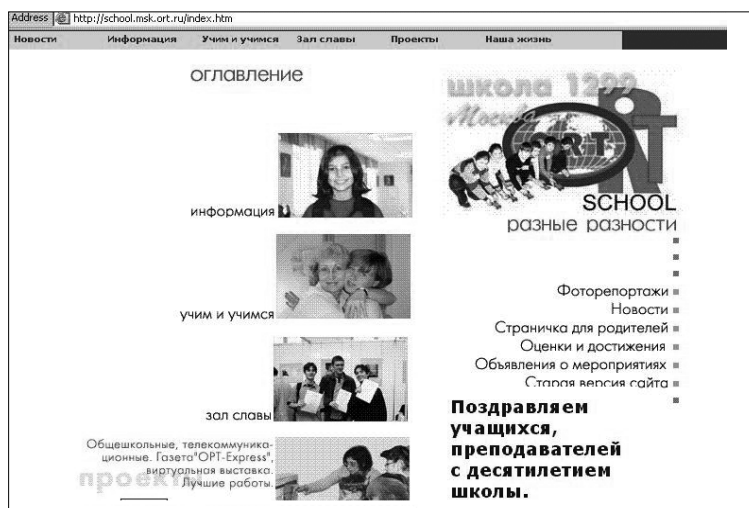 Address http://school.msk.ort.ru/index.htm
Новости Информация Учим и учимся Зал славы Проекты Наша жизнь
оглавление
информация
учим и учимся
зал славы
Общешкольные, телекоммуника-
ционные. Газета"ОРТ-Express",
виртуальная выставка.
Лучшие работы.
проекты
школа 1299
Москва
ORT
SCHOOL
разные разности
Фоторепортажи
Новости
Страничка для родителей
Оценки и достижения
Объявления о мероприятиях
Старая версия сайта
Поздравляем
учащихся,
преподавателей
с десятилетием
школы.